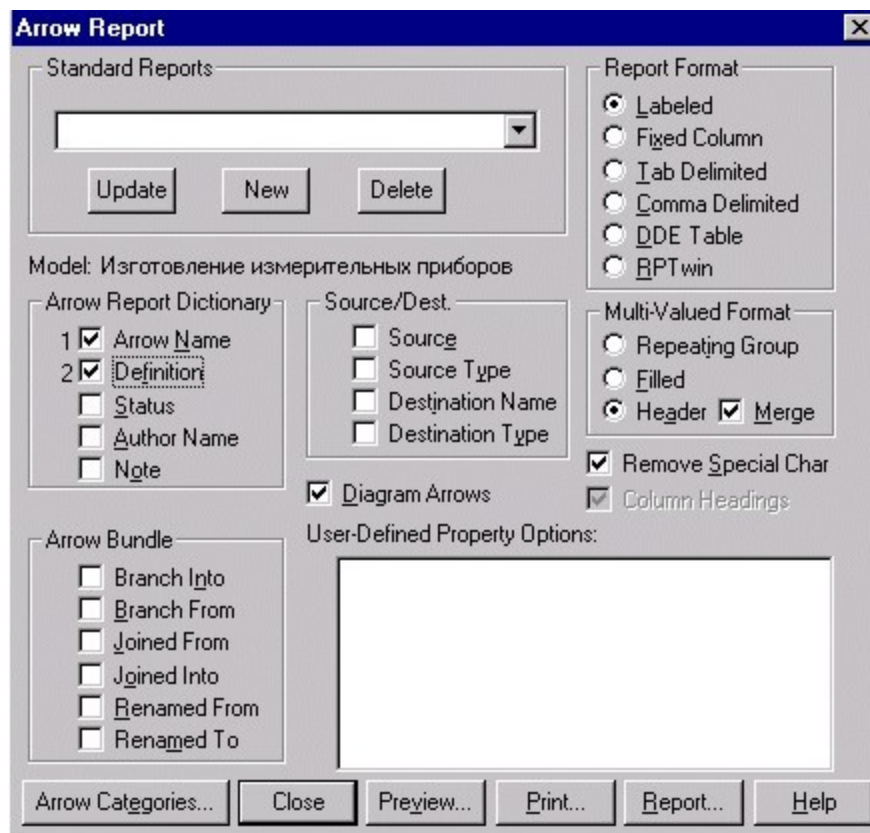 Arrow Report
Standard Reports
Update New Delete
Model: Изготовление измерительных приборов
Arrow Report Dictionary
1 Arrow Name
2 Definition
Status
Author Name
Note
Source/Dest.
Source
Source Type
Destination Name
Destination Type
Diagram Arrows
Report Format
Labeled
Fixed Column
Tab Delimited
Comma Delimited
DDE Table
RPTwin
Multi-Valued Format
Repeating Group
Filled
Header Merge
Remove Special Char
Column Headings
Arrow Bundle
Branch Into
Branch From
Joined From
Joined Into
Renamed From
Renamed To
User-Defined Property Options:
Arrow Categories... Close Preview... Print... Report... Help